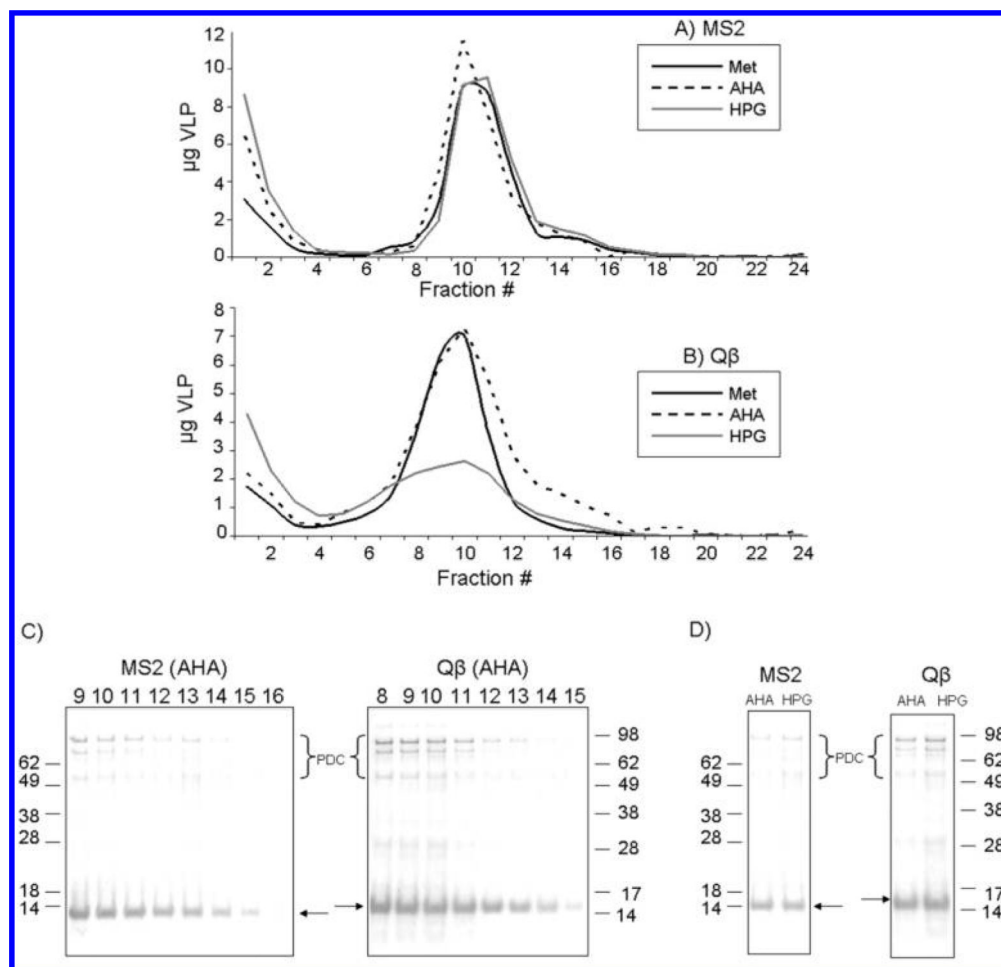 A) MS2
Met
AHA
HPG
µg VLP
12
10
8
6
4
2
0
2 4 6 8 10 12 14 16 18 20 22 24
Fraction #
B) Qβ
Met
AHA
HPG
µg VLP
8
7
6
5
4
3
2
1
0
2 4 6 8 10 12 14 16 18 20 22 24
Fraction #
C)
MS2 (AHA)
9 10 11 12 13 14 15 16
62
49
38
28
18
14
PDC
Qβ (AHA)
8 9 10 11 12 13 14 15
98
62
49
38
28
17
14
D)
MS2
AHA HPG
62
49
38
28
18
14
PDC
Qβ
AHA HPG
98
62
49
38
28
17
14